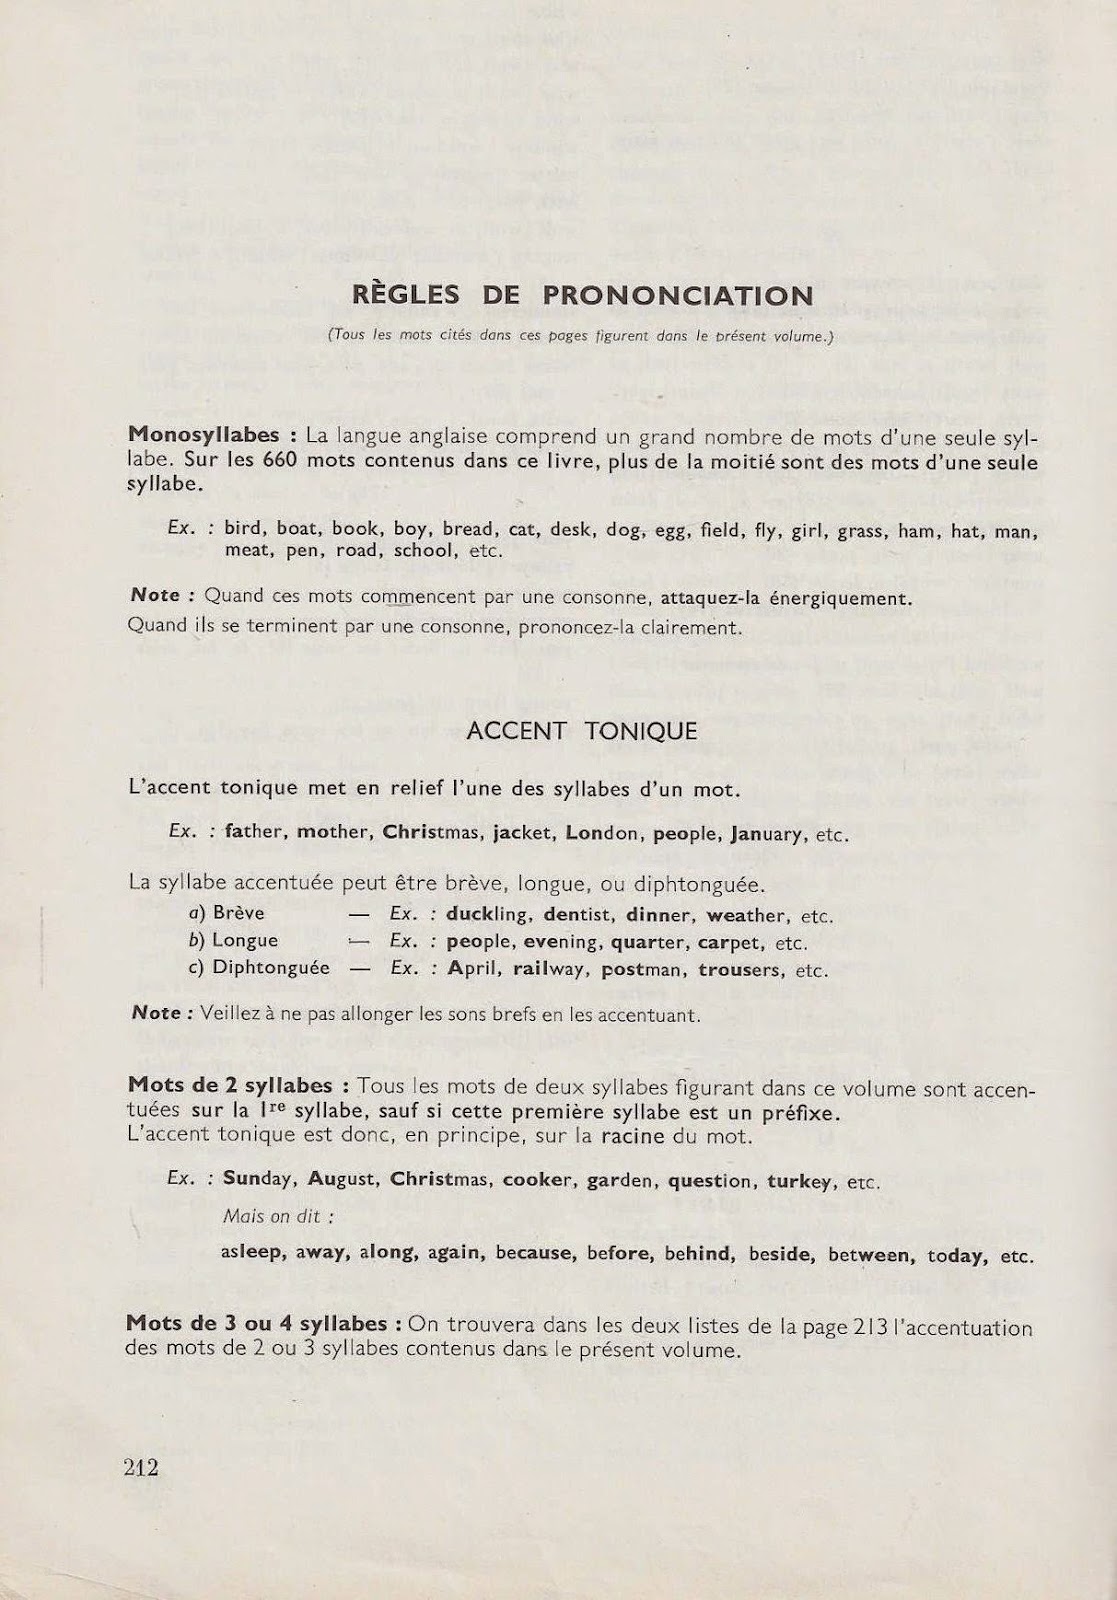 RÈGLES DE PRONONCIATION
(Tous les mots cités dans ces pages figurent dans le présent volume.)
Monosyllabes : La langue anglaise comprend un grand nombre de mots d'une seule syl-
labe. Sur les 660 mots contenus dans ce livre, plus de la moitié sont des mots d'une seule
syllabe.
Ex. : bird, boat, book, boy, bread, cat, desk, dog, egg, field, fly, girl, grass, ham, hat, man,
meat, pen, road, school, etc.
Note : Quand ces mots commencent par une consonne, attaquez-la énergiquement.
Quand ils se terminent par une consonne, prononcez-la clairement.
ACCENT TONIQUE
L'accent tonique met en relief l'une des syllabes d'un mot.
Ex. : father, mother, Christmas, jacket, London, people, January, etc.
La syllabe accentuée peut être brève, longue, ou diphtonguée.
a) Brève — Ex. : duckling, dentist, dinner, weather, etc.
b) Longue — Ex. : people, evening, quarter, carpet, etc.
c) Diphtonguée — Ex. : April, railway, postman, trousers, etc.
Note : Veillez à ne pas allonger les sons brefs en les accentuant.
Mots de 2 syllabes : Tous les mots de deux syllabes figurant dans ce volume sont accen-
tuées sur la 1re syllabe, sauf si cette première syllabe est un préfixe.
L'accent tonique est donc, en principe, sur la racine du mot.
Ex. : Sunday, August, Christmas, cooker, garden, question, turkey, etc.
Mais on dit :
asleep, away, along, again, because, before, behind, beside, between, today, etc.
Mots de 3 ou 4 syllabes : On trouvera dans les deux listes de la page 213 l'accentuation
des mots de 2 ou 3 syllabes contenus dans le présent volume.
212